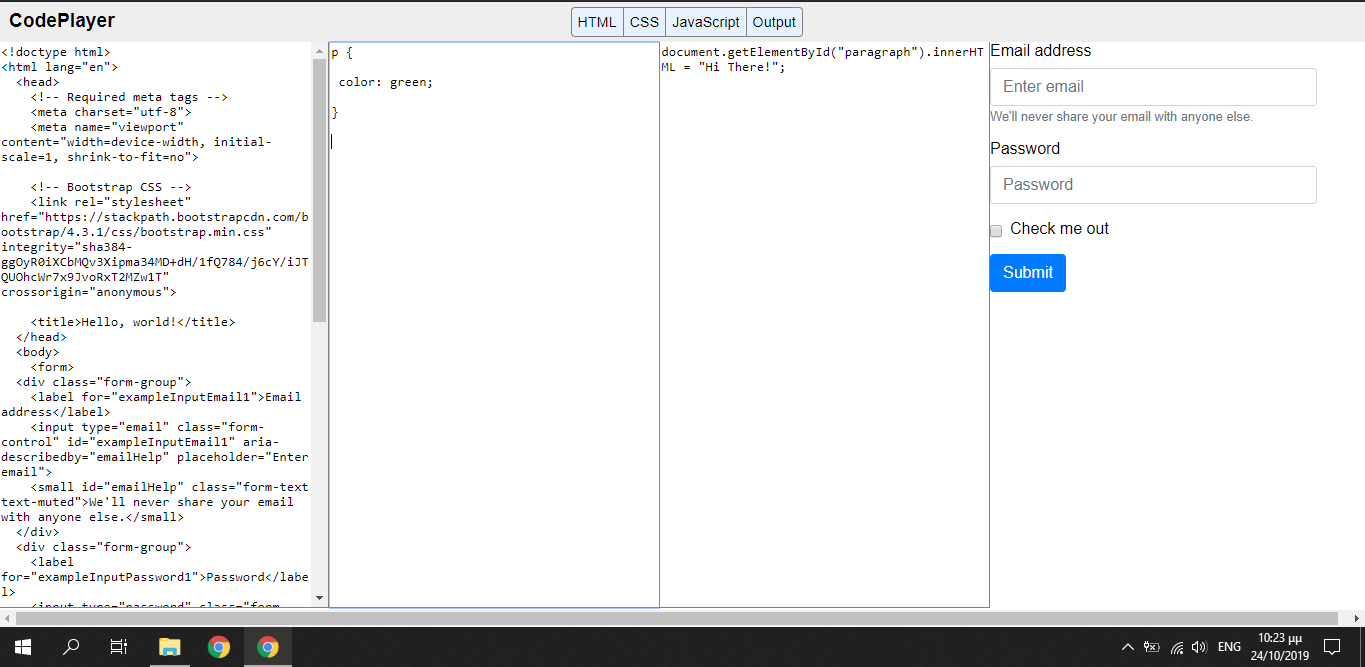 CodePlayer
HTML CSS JavaScript Output
<!doctype html>
<html lang="en">
<head>
<!-- Required meta tags -->
<meta charset="utf-8">
<meta name="viewport"
content="width=device-width, initial-
scale=1, shrink-to-fit=no">
<!-- Bootstrap CSS -->
<link rel="stylesheet"
href="https://stackpath.bootstrapcdn.com/b
ootstrap/4.3.1/css/bootstrap.min.css"
integrity="sha384-
ggOyR0iXCbMQv3Xipma34MD+dH/1fQ784/j6cY/iJT
QUOhcWr7x9JvoRxT2MZw1T"
crossorigin="anonymous">
<title>Hello, world!</title>
</head>
<body>
<form>
<div class="form-group">
<label for="exampleInputEmail1">Email
address</label>
<input type="email" class="form-
control" id="exampleInputEmail1" aria-
describedby="emailHelp" placeholder="Enter
email">
<small id="emailHelp" class="form-text
text-muted">We'll never share your email
with anyone else.</small>
</div>
<div class="form-group">
<label
for="exampleInputPassword1">Password</labe
l>
<input type="password" class="form-
p {
color: green;
}
document.getElementById("paragraph").innerHT
ML = "Hi There!";
Email address
Enter email
We'll never share your email with anyone else.
Password
Password
Check me out
Submit
ENG
10:23 μμ
24/10/2019